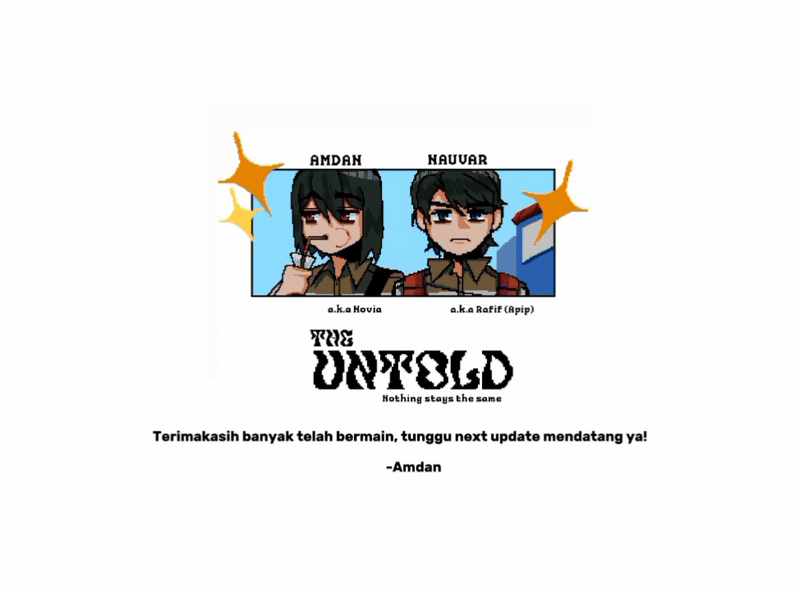 AMDAN NAUVAR
a.k.a Novia a.k.a Rafif (Apip)
THE
UNTOLD
Nothing stays the same
Terimakasih banyak telah bermain, tunggu next update mendatang ya!
-Amdan